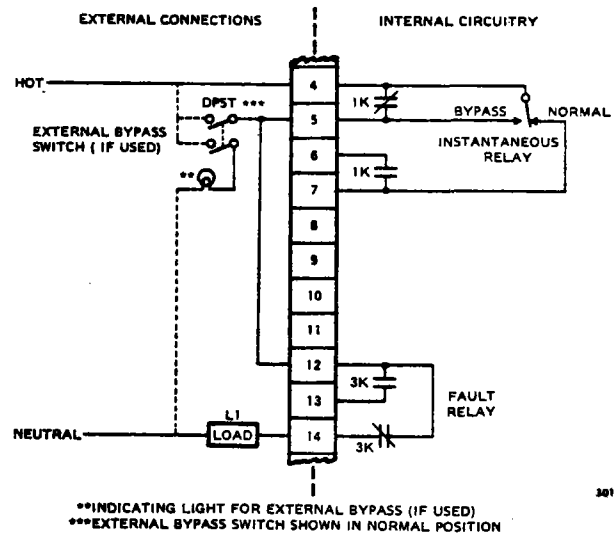 EXTERNAL CONNECTIONS
INTERNAL CIRCUITRY
HOT
4
DPST ***
1K
5
BYPASS
NORMAL
EXTERNAL BYPASS
SWITCH ( IF USED)
INSTANTANEOUS
RELAY
6
**
1K
7
8
9
10
11
12
3K
13
FAULT
RELAY
L1
NEUTRAL
LOAD
14
3K
301
**INDICATING LIGHT FOR EXTERNAL BYPASS (IF USED)
***EXTERNAL BYPASS SWITCH SHOWN IN NORMAL POSITION